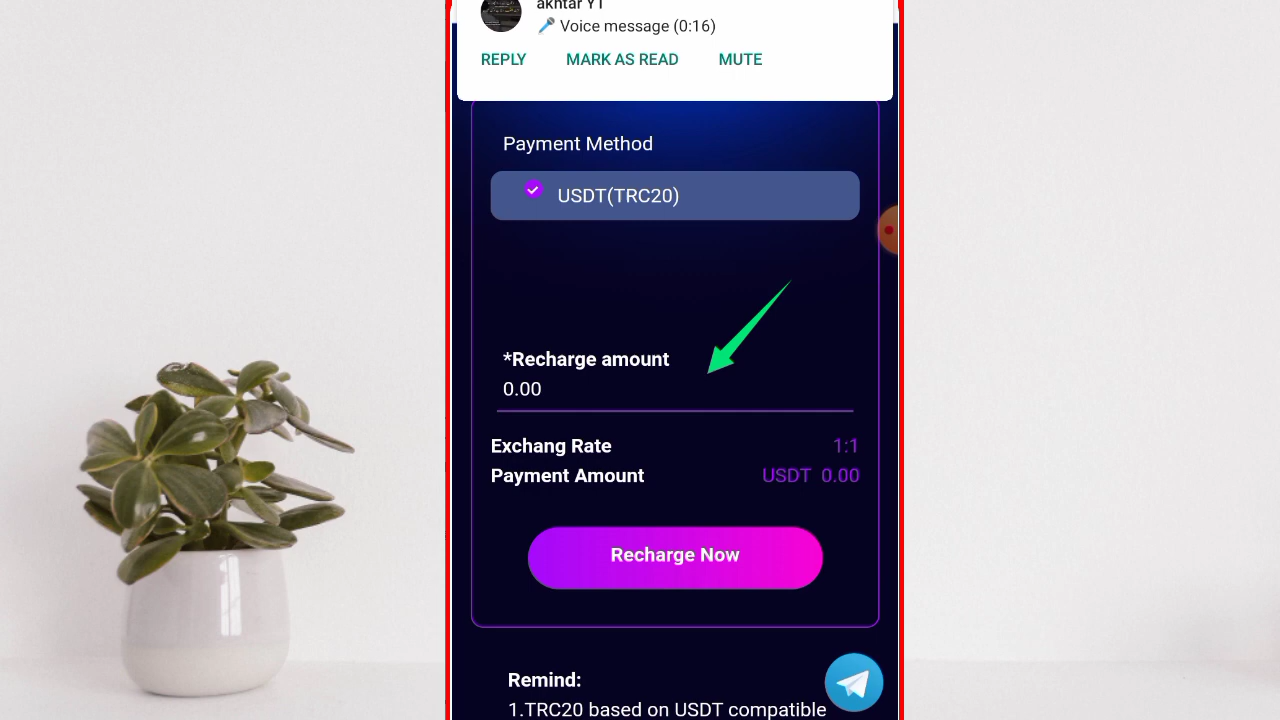 akhtar YT
🎤 Voice message (0:16)
REPLY MARK AS READ MUTE
Payment Method
USDT(TRC20)
*Recharge amount
0.00
Exchang Rate 1:1
Payment Amount USDT 0.00
Recharge Now
Remind:
1.TRC20 based on USDT compatible